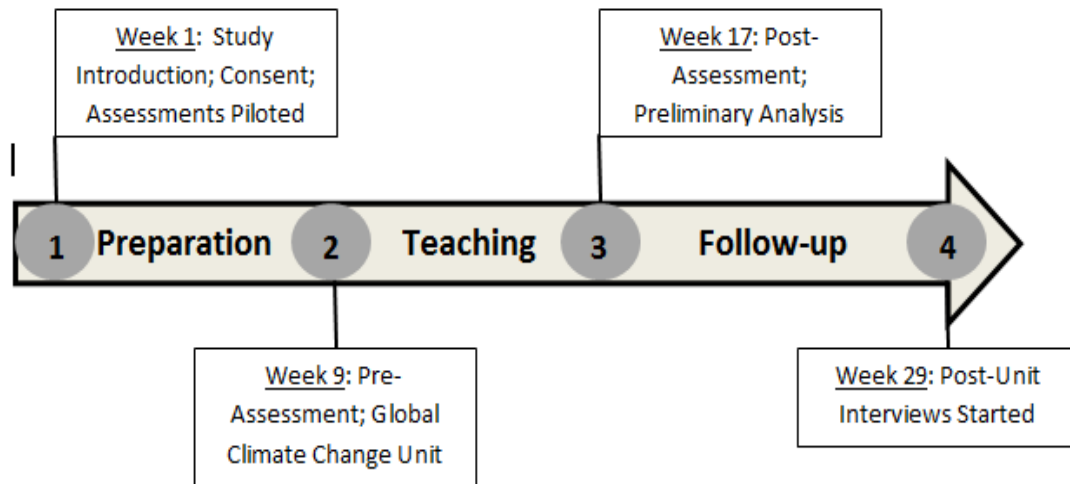 Week 1: Study
Introduction; Consent;
Assessments Piloted
Week 17: Post-
Assessment;
Preliminary Analysis
1 Preparation 2 Teaching 3 Follow-up 4
Week 9: Pre-
Assessment; Global
Climate Change Unit
Week 29: Post-Unit
Interviews Started